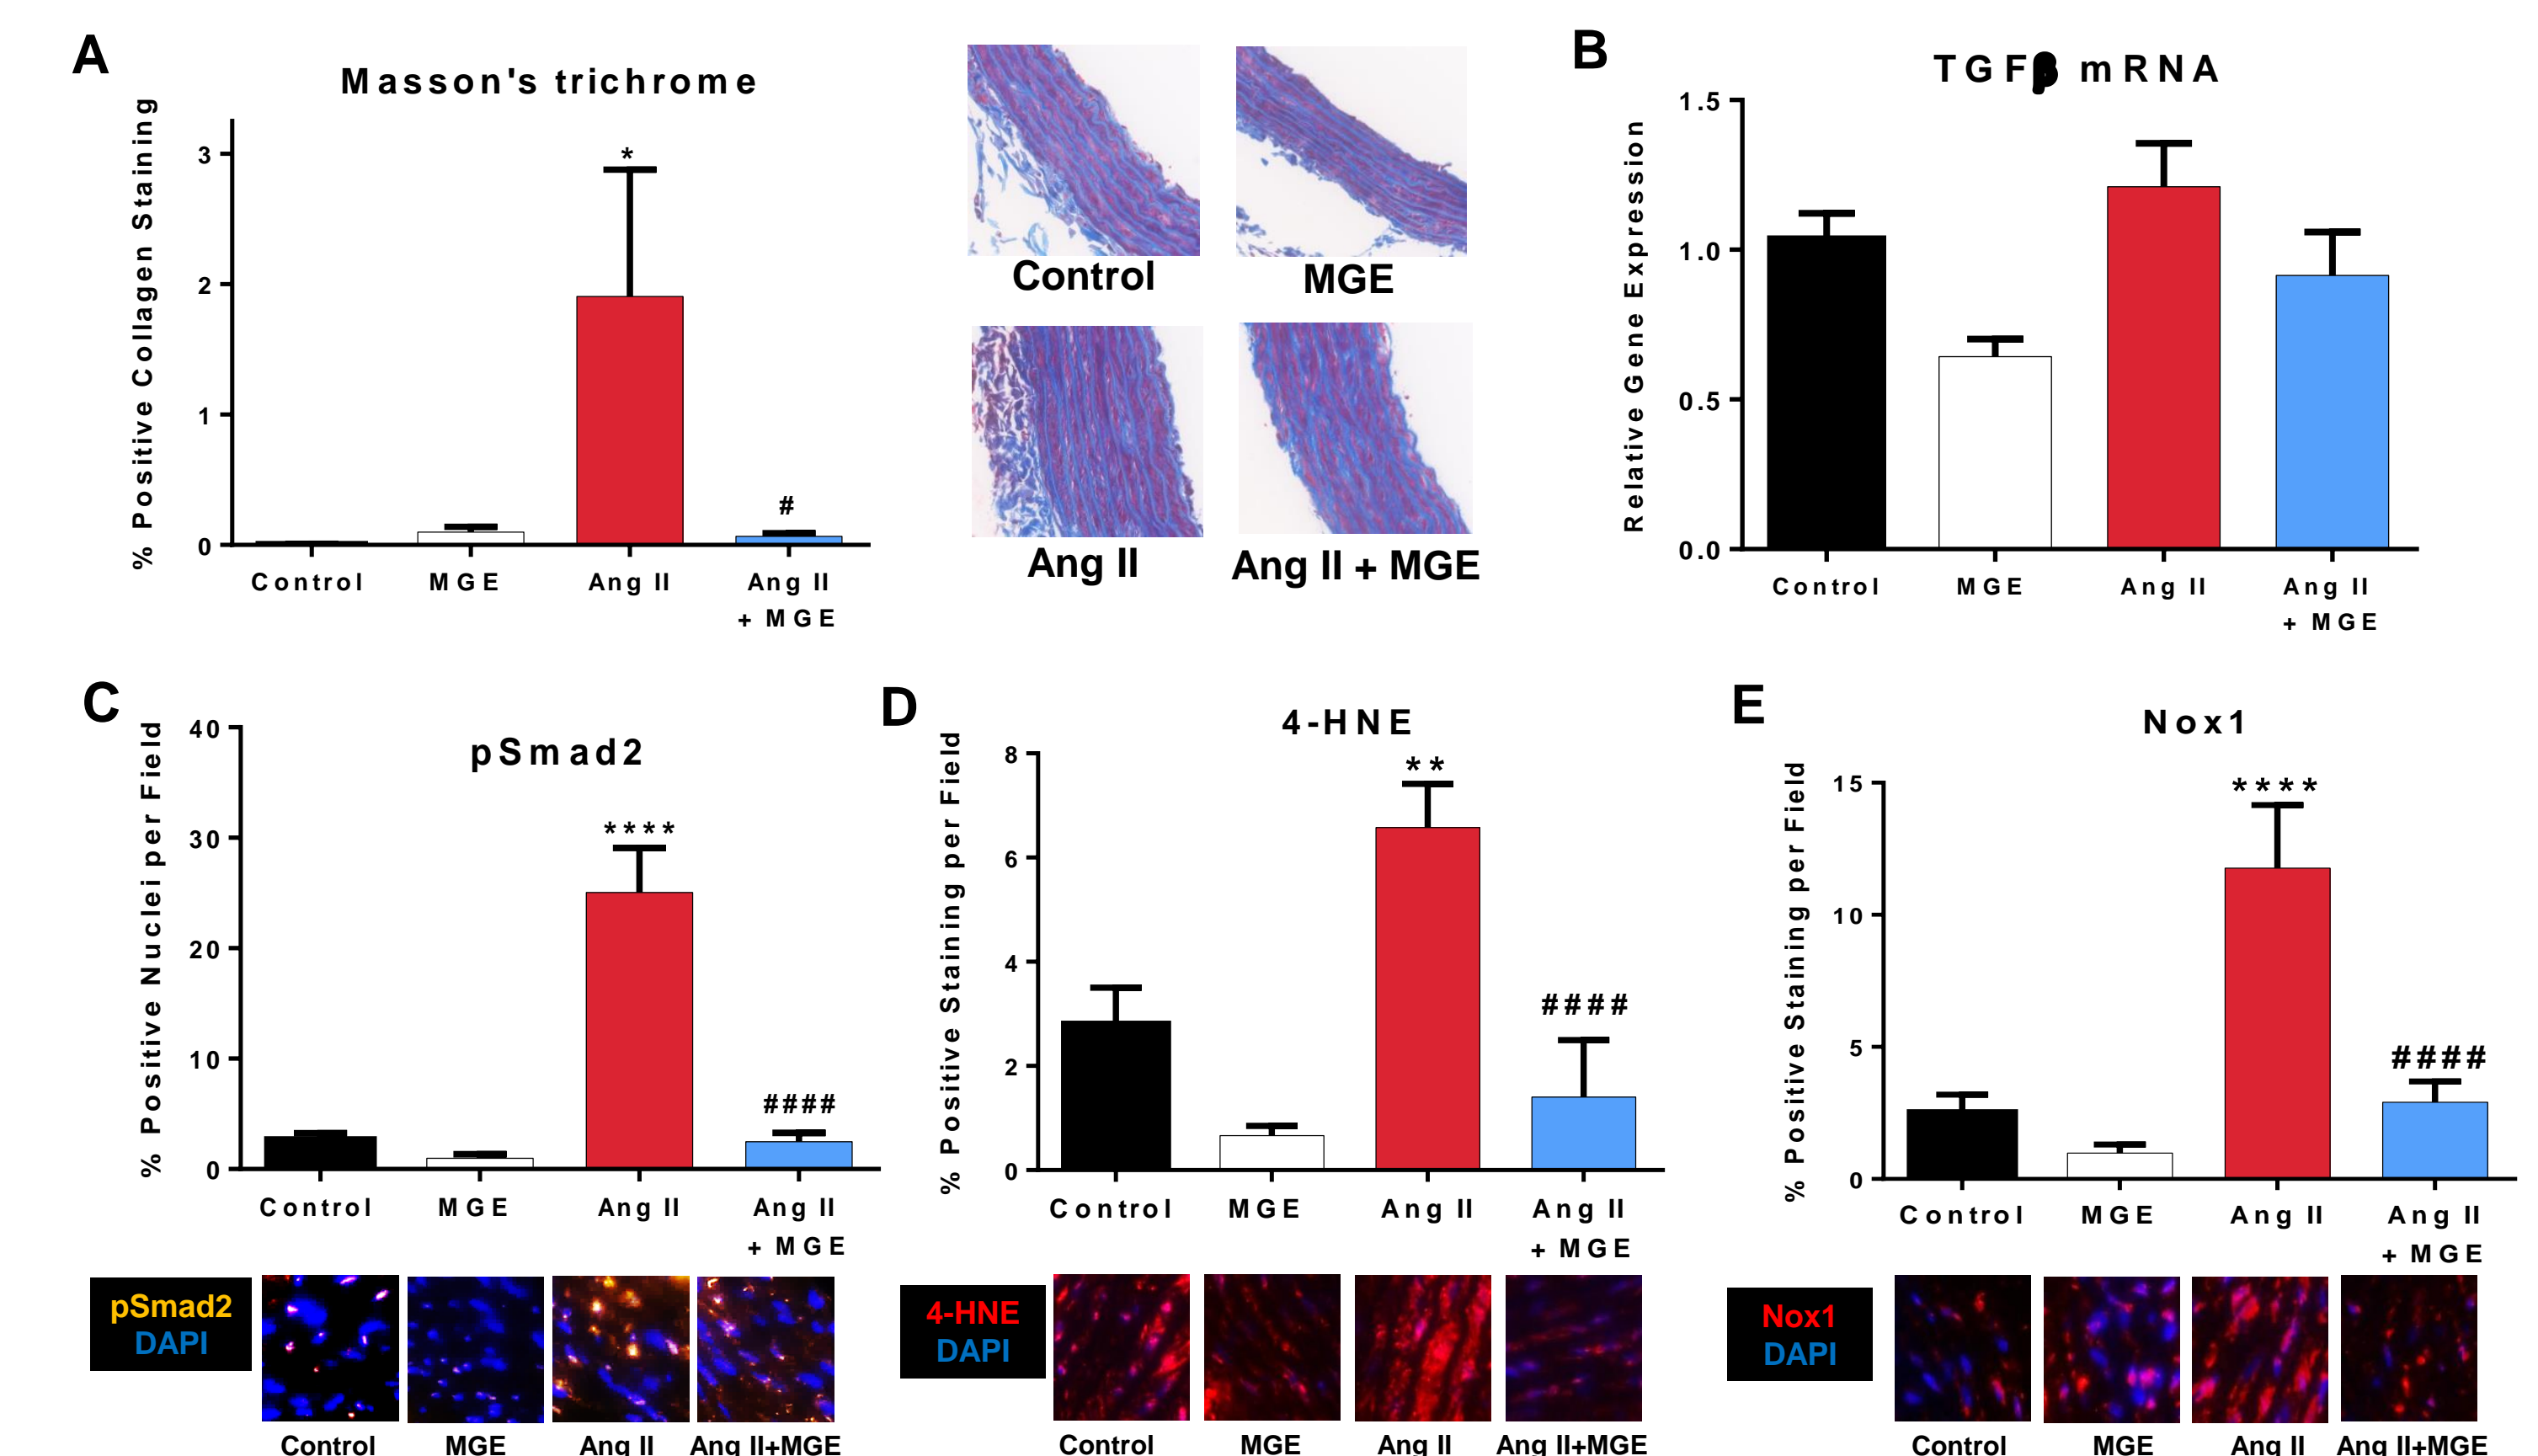 A
Masson's trichrome
% Positive Collagen Staining
3
2
1
0
*
#
Control
MGE
Ang II
Ang II
+ MGE
Control
MGE
Ang II
Ang II + MGE
B
TGFβ mRNA
Relative Gene Expression
1.5
1.0
0.5
0.0
Control
MGE
Ang II
Ang II
+ MGE
C
pSmad2
% Positive Nuclei per Field
40
30
20
10
0
****
####
Control
MGE
Ang II
Ang II
+ MGE
pSmad2
DAPI
Control
MGE
Ang II
Ang II+MGE
D
4-HNE
% Positive Staining per Field
8
6
4
2
0
**
####
Control
MGE
Ang II
Ang II
+ MGE
4-HNE
DAPI
Control
MGE
Ang II
Ang II+MGE
E
Nox1
% Positive Staining per Field
15
10
5
0
****
####
Control
MGE
Ang II
Ang II
+ MGE
Nox1
DAPI
Control
MGE
Ang II
Ang II+MGE